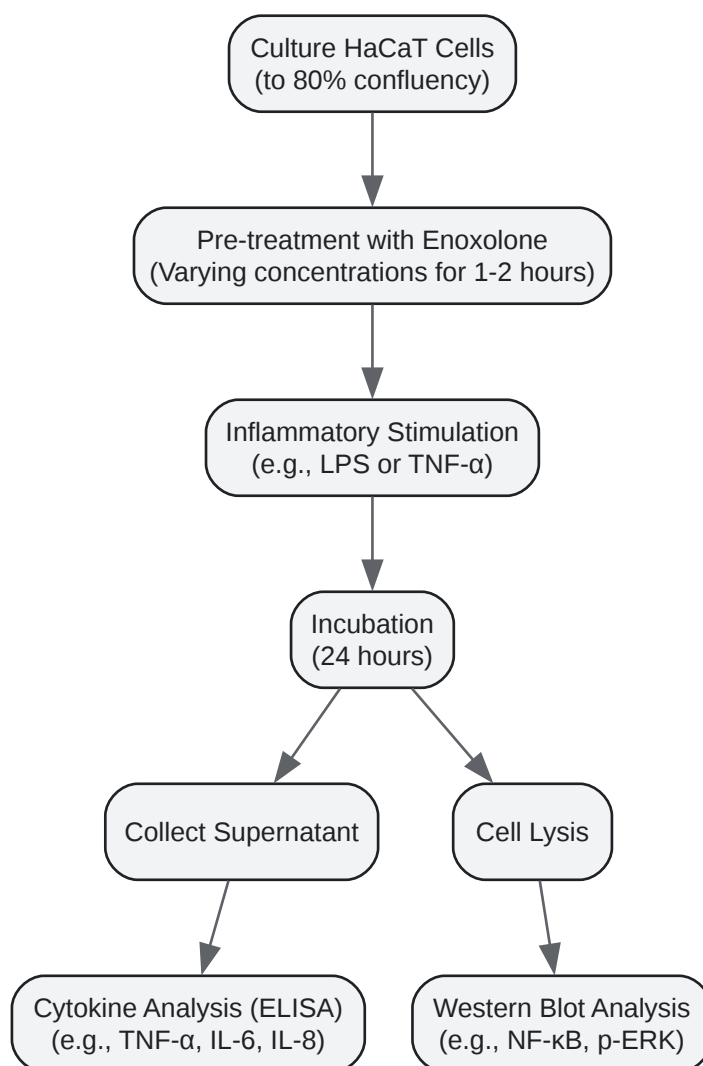 Culture HaCaT Cells
(to 80% confluency)
Pre-treatment with Enoxolone
(Varying concentrations for 1-2 hours)
Inflammatory Stimulation
(e.g., LPS or TNF-α)
Incubation
(24 hours)
Collect Supernatant
Cell Lysis
Cytokine Analysis (ELISA)
(e.g., TNF-α, IL-6, IL-8)
Western Blot Analysis
(e.g., NF-κB, p-ERK)